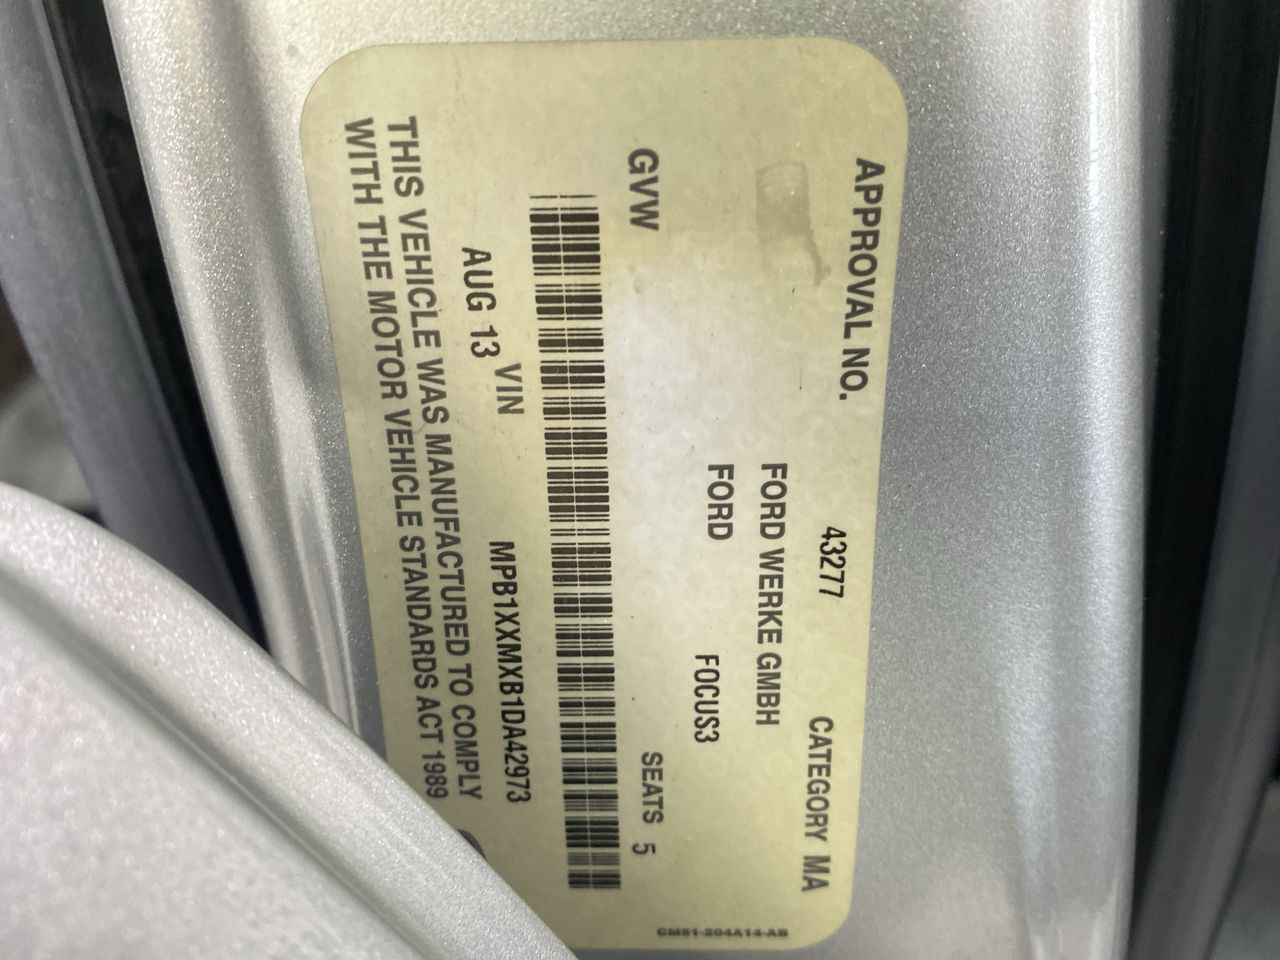 APPROVAL NO. 43277 CATEGORY MA
FORD WERKE GMBH
FORD FOCUS3
GVW SEATS 5
VIN MPB1XXMXB1DA42973
AUG 13
THIS VEHICLE WAS MANUFACTURED TO COMPLY
WITH THE MOTOR VEHICLE STANDARDS ACT 1989
CM51-204A14-AB